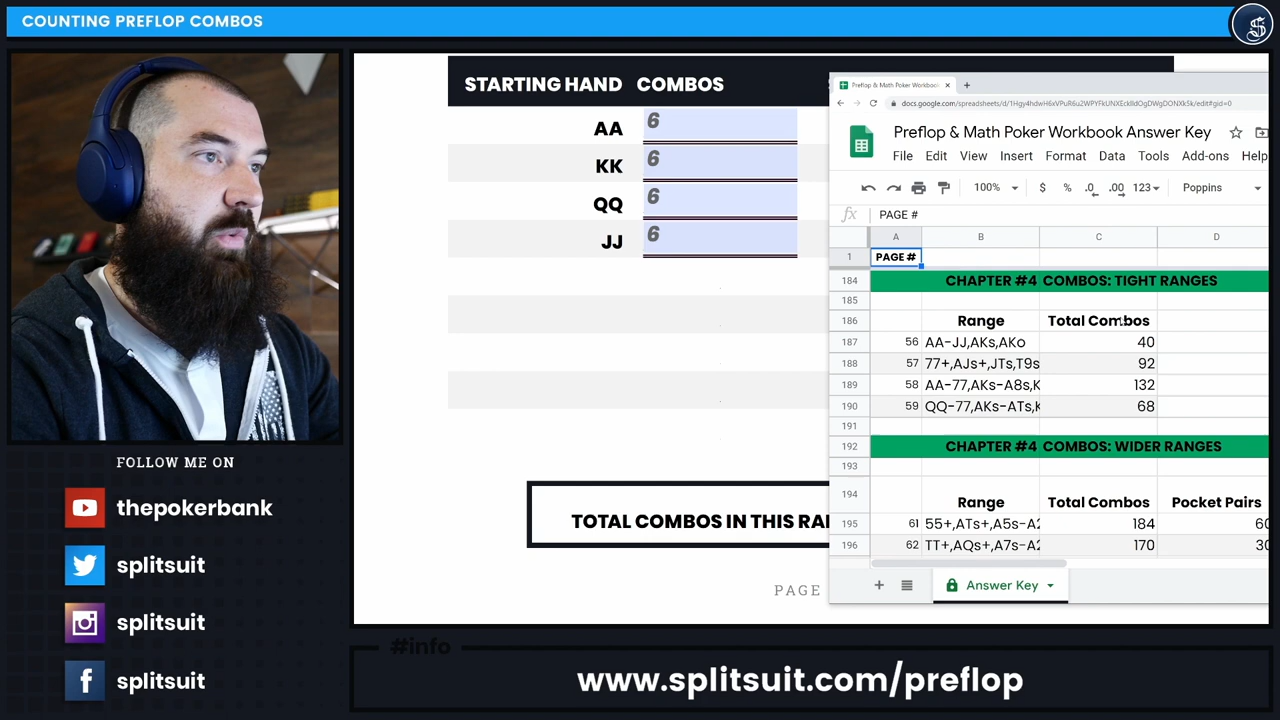 COUNTING PREFLOP COMBOS
STARTING HAND COMBOS
AA 6
KK 6
QQ 6
JJ 6
TOTAL COMBOS IN THIS RA
PAGE
Preflop & Math Poker Workbook Answer Key
File Edit View Insert Format Data Tools Add-ons Help
100% $ % .0 .00 123 Poppins
fx PAGE #
A B C D
1 PAGE #
184 CHAPTER #4 COMBOS: TIGHT RANGES
185
186 Range Total Combos
187 56 AA-JJ,AKs,AKo 40
188 57 77+,AJs+,JTs,T9s 92
189 58 AA-77,AKs-A8s,K 132
190 59 QQ-77,AKs-ATs,K 68
191
192 CHAPTER #4 COMBOS: WIDER RANGES
193
194 Range Total Combos Pocket Pairs
195 61 55+,ATs+,A5s-A2 184 60
196 62 TT+,AQs+,A7s-A2 170 30
Answer Key
FOLLOW ME ON
thepokerbank
splitsuit
splitsuit
splitsuit
#info
www.splitsuit.com/preflop